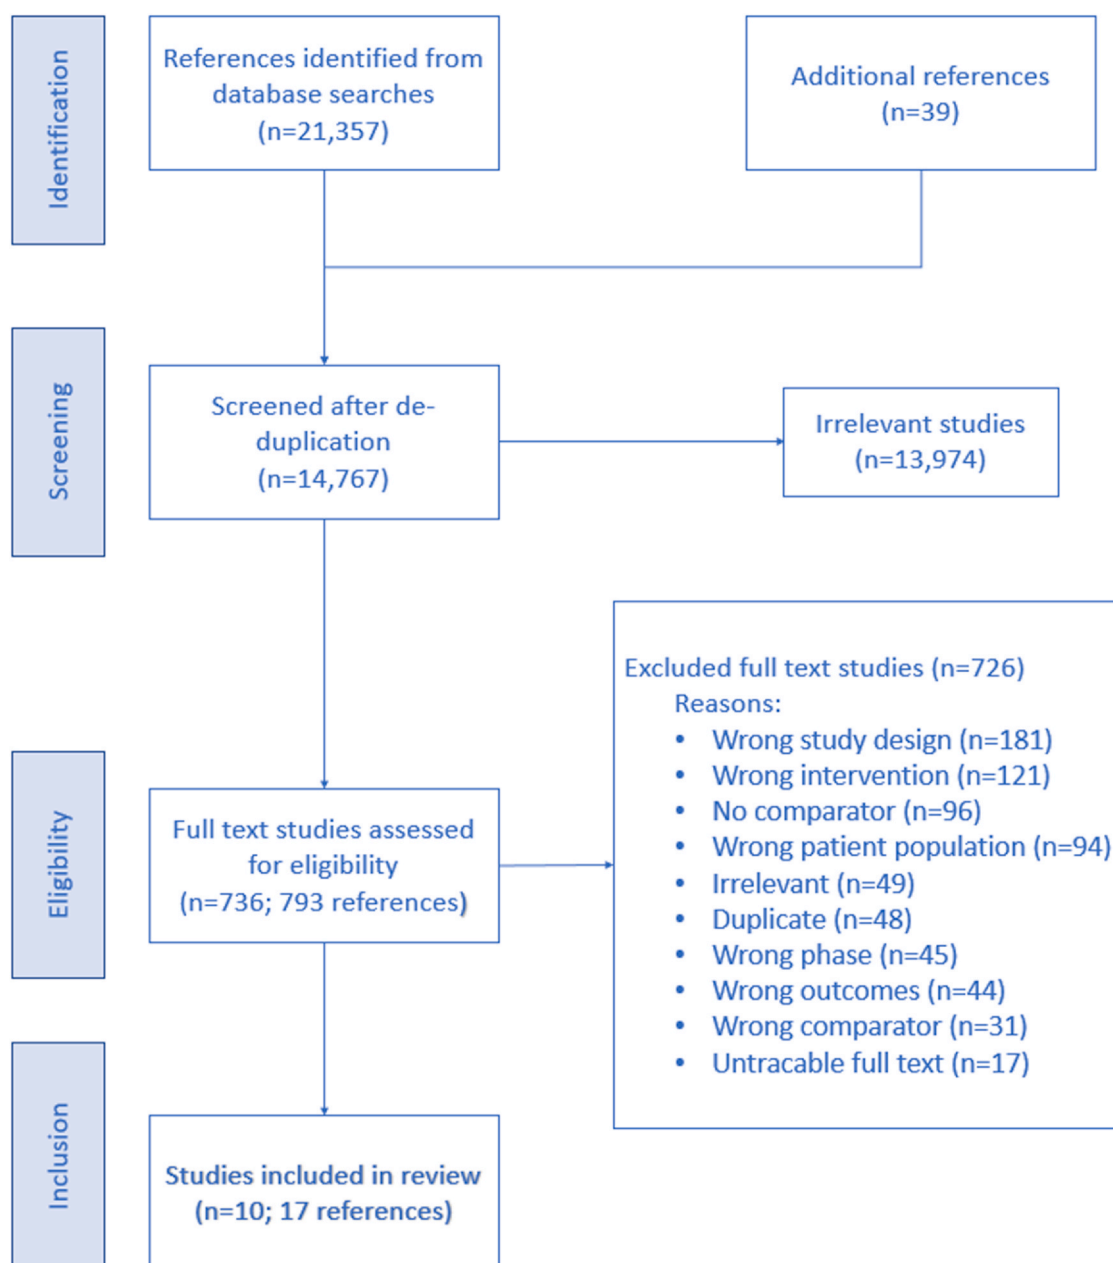 Identification
References identified from
database searches
(n=21,357)
Additional references
(n=39)
Screening
Screened after de-
duplication
(n=14,767)
Irrelevant studies
(n=13,974)
Eligibility
Full text studies assessed
for eligibility
(n=736; 793 references)
Excluded full text studies (n=726)
Reasons:
• Wrong study design (n=181)
• Wrong intervention (n=121)
• No comparator (n=96)
• Wrong patient population (n=94)
• Irrelevant (n=49)
• Duplicate (n=48)
• Wrong phase (n=45)
• Wrong outcomes (n=44)
• Wrong comparator (n=31)
• Untracable full text (n=17)
Inclusion
Studies included in review
(n=10; 17 references)